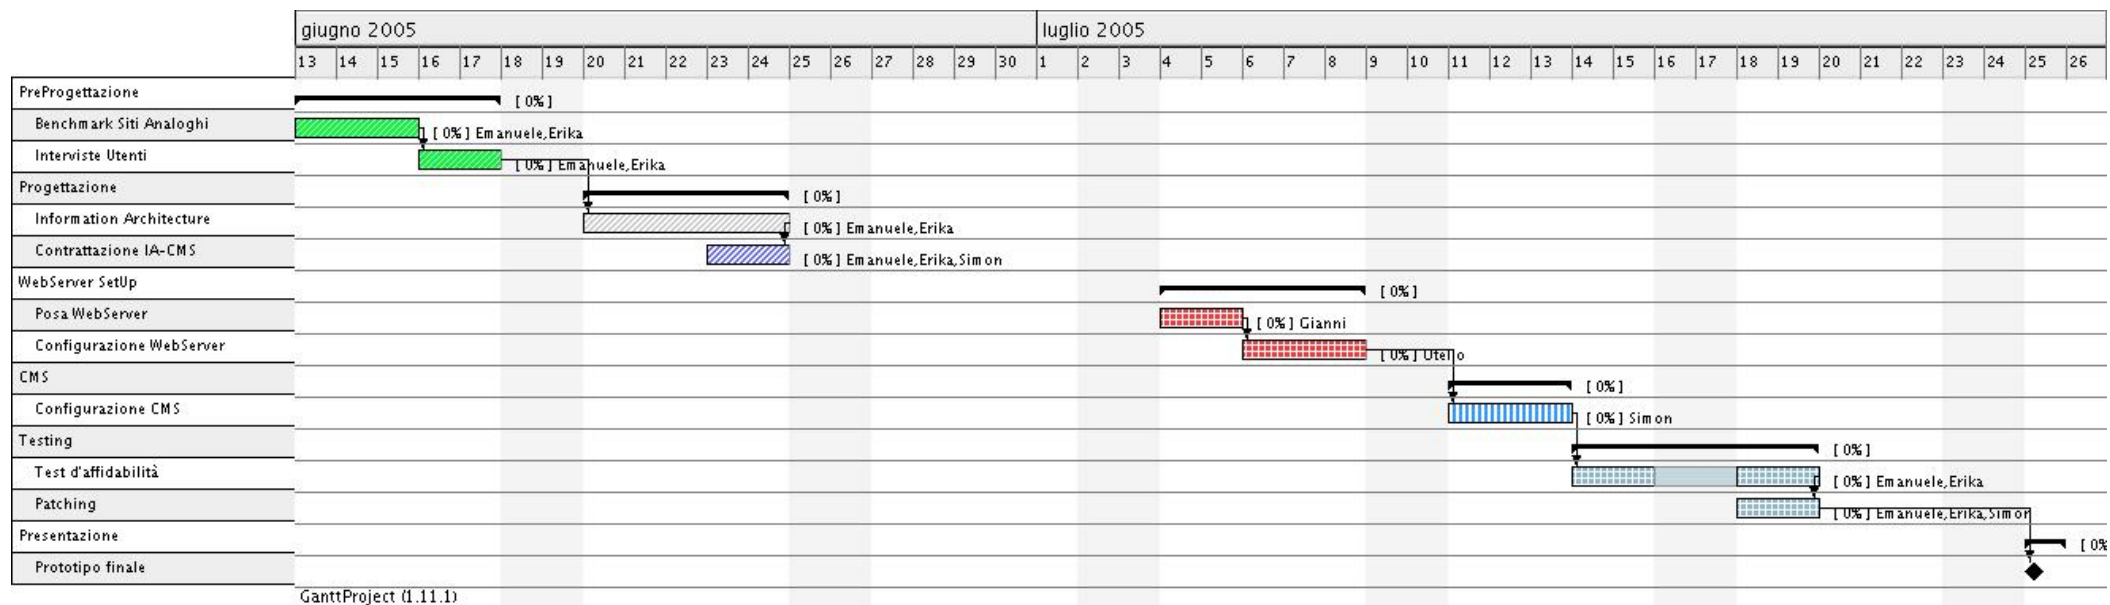 giugno 2005 luglio 2005
13 14 15 16 17 18 19 20 21 22 23 24 25 26 27 28 29 30 1 2 3 4 5 6 7 8 9 10 11 12 13 14 15 16 17 18 19 20 21 22 23 24 25 26
PreProgettazione [ 0% ]
Benchmark Siti Analoghi [ 0% ] Emanuele,Erika
Interviste Utenti [ 0% ] Emanuele,Erika
Progettazione [ 0% ]
Information Architecture [ 0% ] Emanuele,Erika
Contrattazione IA-CMS [ 0% ] Emanuele,Erika,Simon
WebServer SetUp [ 0% ]
Posa WebServer [ 0% ] Gianni
Configurazione WebServer [ 0% ] Utello
CMS [ 0% ]
Configurazione CMS [ 0% ] Simon
Testing [ 0% ]
Test d'affidabilità [ 0% ] Emanuele,Erika
Patching [ 0% ] Emanuele,Erika,Simon
Presentazione [ 0%
Prototipo finale
GanttProject (1.11.1)